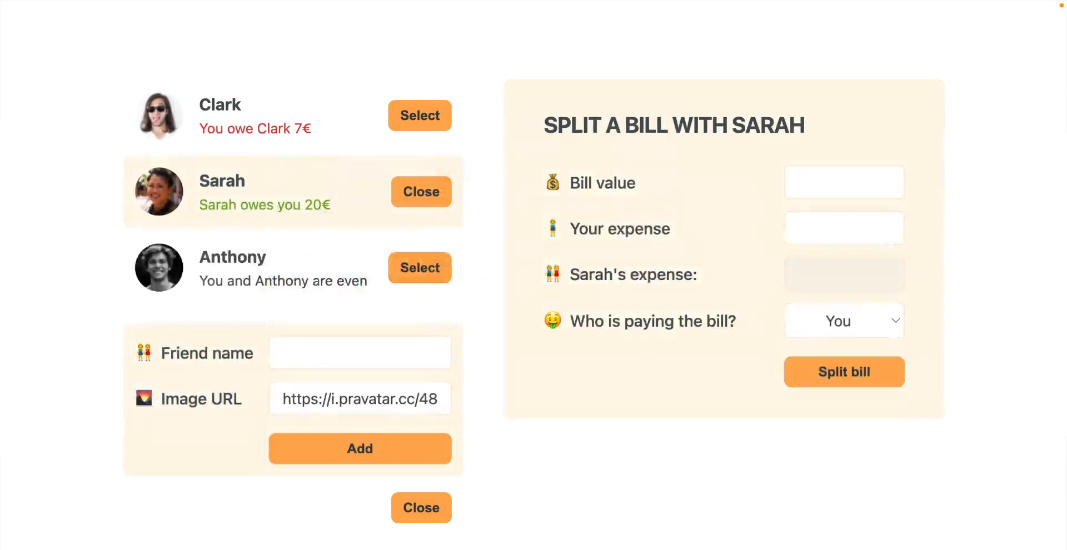 Clark
You owe Clark 7€
Select
Sarah
Sarah owes you 20€
Close
Anthony
You and Anthony are even
Select
Friend name
Image URL
https://i.pravatar.cc/48
Add
Close
SPLIT A BILL WITH SARAH
Bill value
Your expense
Sarah's expense:
Who is paying the bill?
You
Split bill